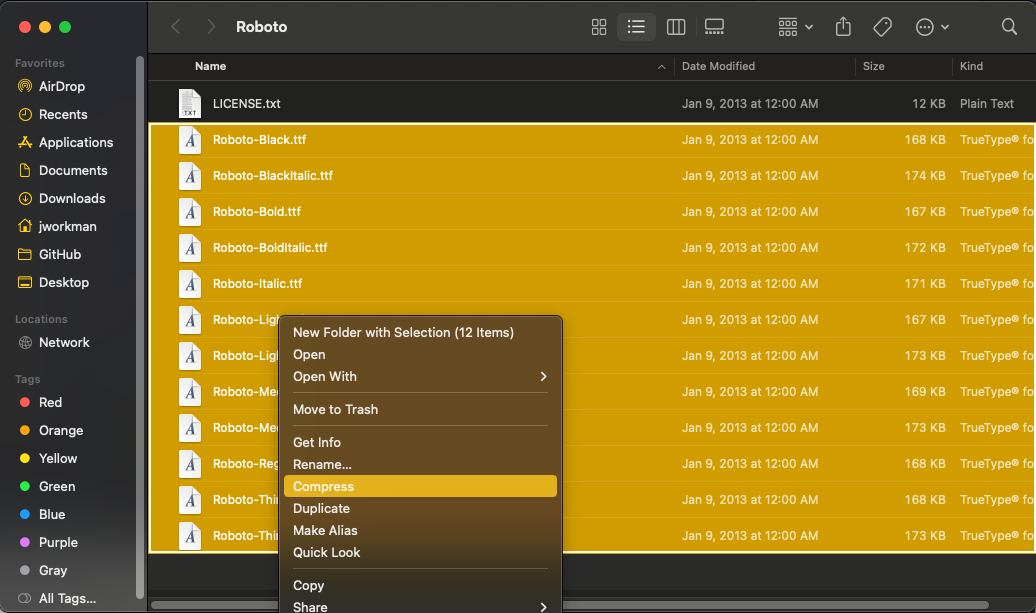 Roboto
Favorites
AirDrop
Recents
Applications
Documents
Downloads
jworkman
GitHub
Desktop
Locations
Network
Tags
Red
Orange
Yellow
Green
Blue
Purple
Gray
All Tags...
Name Date Modified Size Kind
TXT
LICENSE.txt Jan 9, 2013 at 12:00 AM 12 KB Plain Text
Roboto-Black.ttf Jan 9, 2013 at 12:00 AM 168 KB TrueType® fo
Roboto-BlackItalic.ttf Jan 9, 2013 at 12:00 AM 174 KB TrueType® fo
Roboto-Bold.ttf Jan 9, 2013 at 12:00 AM 167 KB TrueType® fo
Roboto-BoldItalic.ttf Jan 9, 2013 at 12:00 AM 172 KB TrueType® fo
Roboto-Italic.ttf Jan 9, 2013 at 12:00 AM 171 KB TrueType® fo
Roboto-Ligh Jan 9, 2013 at 12:00 AM 167 KB TrueType® fo
Roboto-Ligh Jan 9, 2013 at 12:00 AM 173 KB TrueType® fo
Roboto-Med Jan 9, 2013 at 12:00 AM 169 KB TrueType® fo
Roboto-Med Jan 9, 2013 at 12:00 AM 173 KB TrueType® fo
Roboto-Reg Jan 9, 2013 at 12:00 AM 168 KB TrueType® fo
Roboto-Thin Jan 9, 2013 at 12:00 AM 168 KB TrueType® fo
Roboto-Thin Jan 9, 2013 at 12:00 AM 173 KB TrueType® fo
New Folder with Selection (12 Items)
Open
Open With
Move to Trash
Get Info
Rename...
Compress
Duplicate
Make Alias
Quick Look
Copy
Share